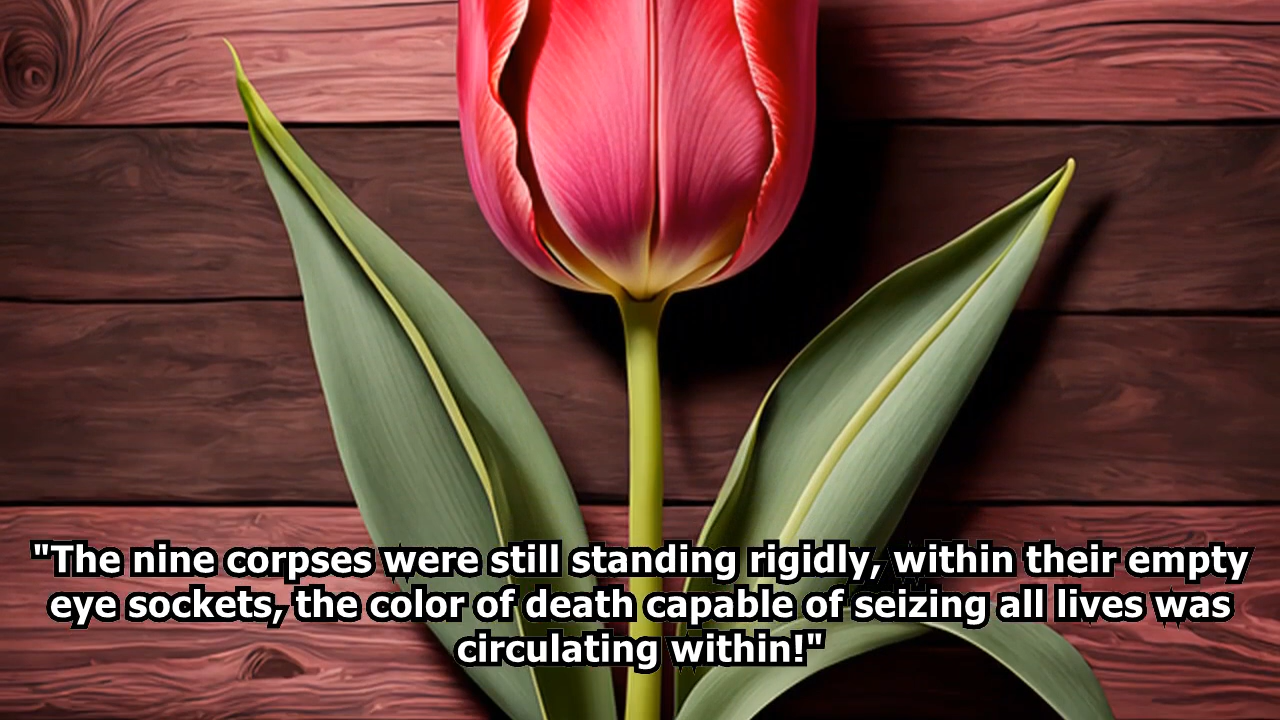 "The nine corpses were still standing rigidly, within their empty
eye sockets, the color of death capable of seizing all lives was
circulating within!"